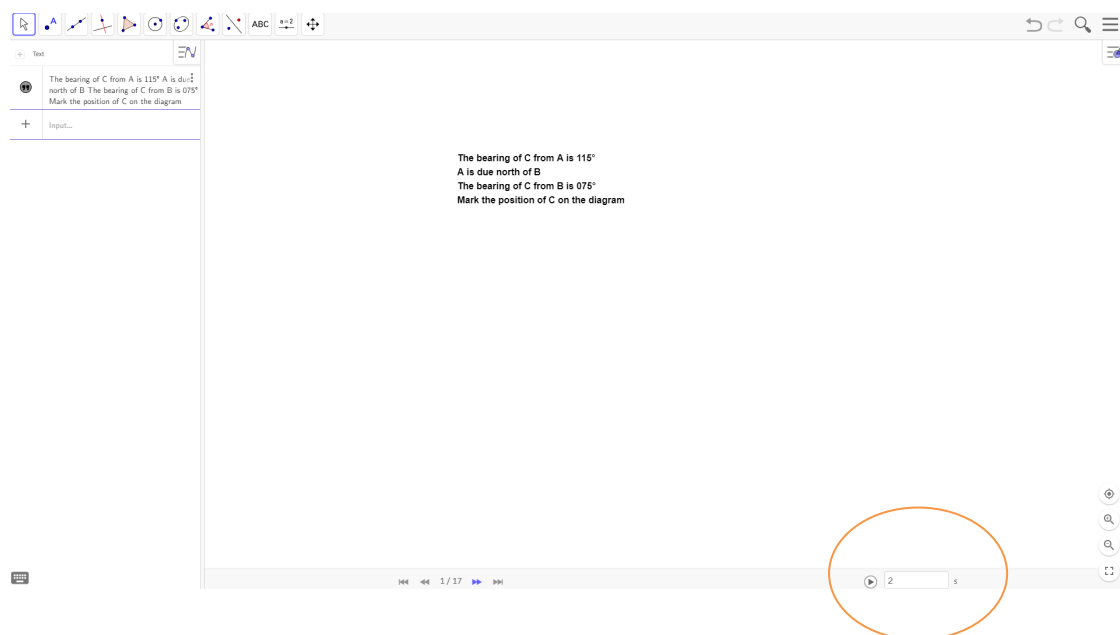 ABC
a=2
Text
The bearing of C from A is 115° A is due
north of B The bearing of C from B is 075°
Mark the position of C on the diagram
Input...
The bearing of C from A is 115°
A is due north of B
The bearing of C from B is 075°
Mark the position of C on the diagram
1 / 17
2
s